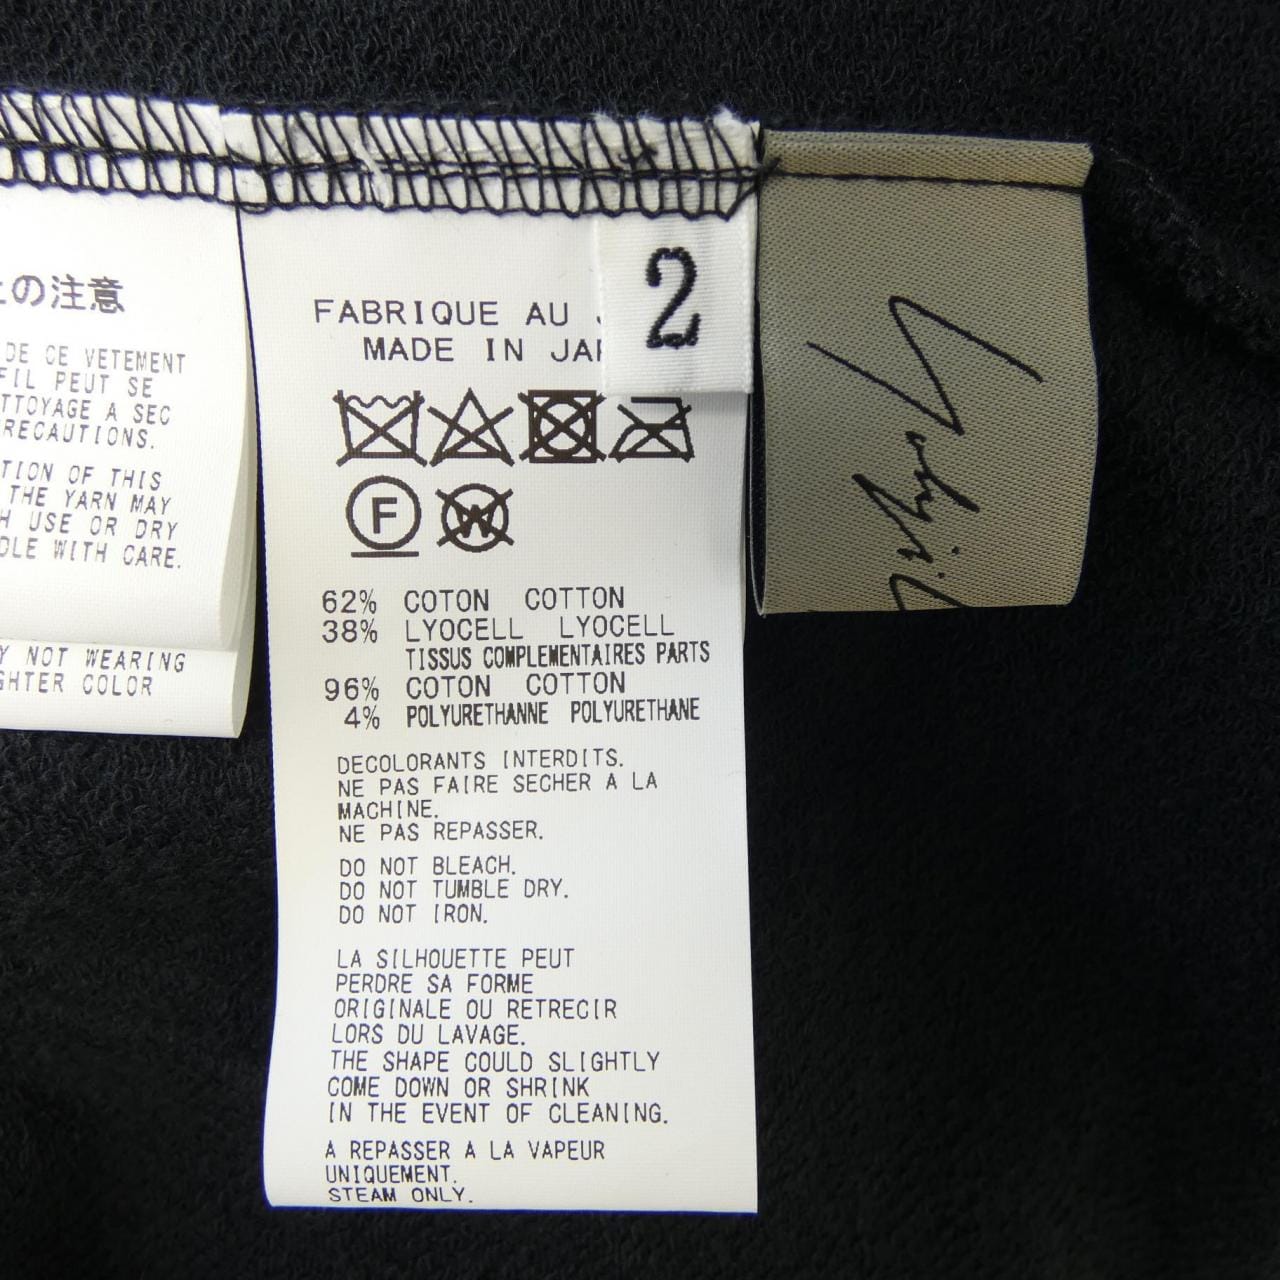 の注意
DE CE VETEMENT
FIL PEUT SE
TTOYAGE A SEC
RECAUTIONS.
TION OF THIS
THE YARN MAY
H USE OR DRY
DLE WITH CARE.
Y NOT WEARING
GHTER COLOR
2
FABRIQUE AU
MADE IN JAP
F
W
62% COTON COTTON
38% LYOCELL LYOCELL
TISSUS COMPLEMENTAIRES PARTS
96% COTON COTTON
4% POLYURETHANNE POLYURETHANE
DECOLORANTS INTERDITS.
NE PAS FAIRE SECHER A LA
MACHINE.
NE PAS REPASSER.
DO NOT BLEACH.
DO NOT TUMBLE DRY.
DO NOT IRON.
LA SILHOUETTE PEUT
PERDRE SA FORME
ORIGINALE OU RETRECIR
LORS DU LAVAGE.
THE SHAPE COULD SLIGHTLY
COME DOWN OR SHRINK
IN THE EVENT OF CLEANING.
A REPASSER A LA VAPEUR
UNIQUEMENT.
STEAM ONLY.